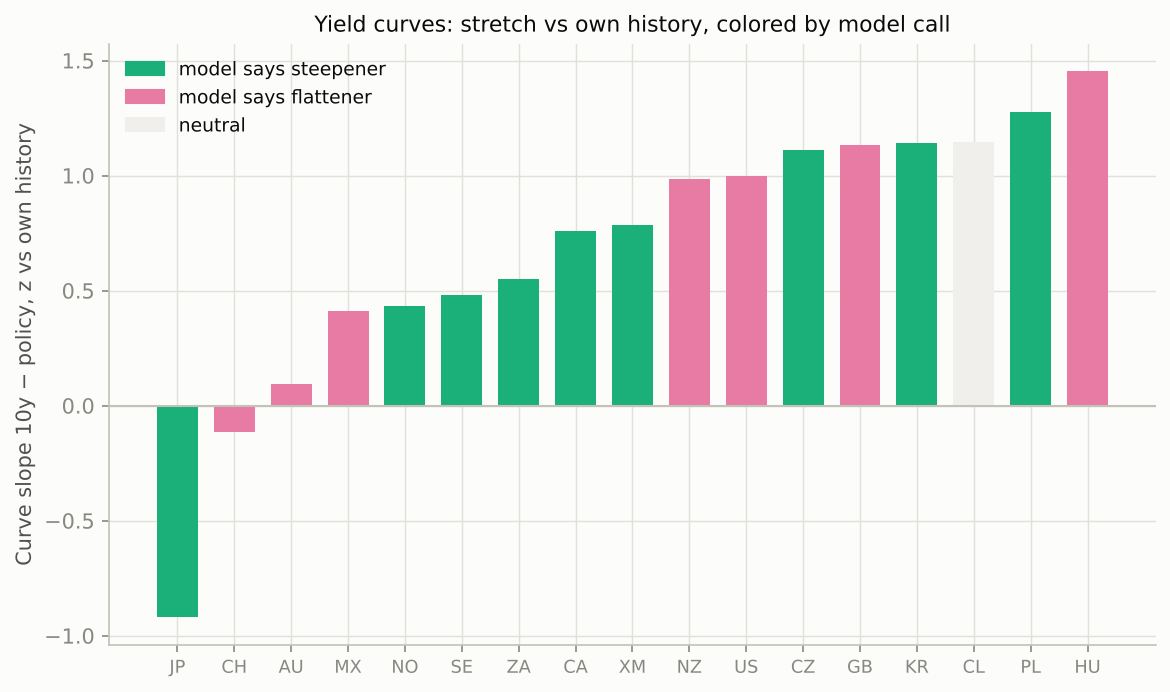 Yield curves: stretch vs own history, colored by model call
model says steepener
model says flattener
neutral
Curve slope 10y − policy, z vs own history
1.5
1.0
0.5
0.0
−0.5
−1.0
JP CH AU MX NO SE ZA CA XM NZ US CZ GB KR CL PL HU